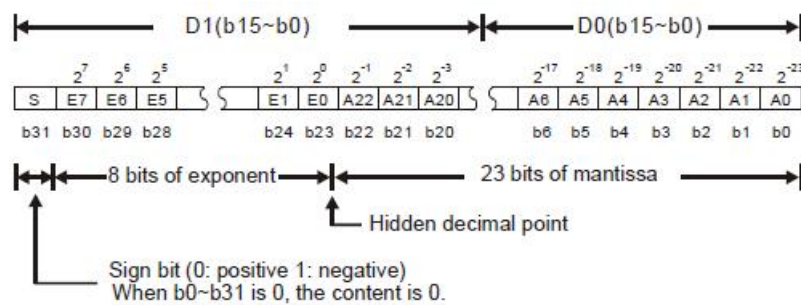 D1(b15~b0) D0(b15~b0)
2^7 2^6 2^5 2^1 2^0 2^-1 2^-2 2^-3 2^-17 2^-18 2^-19 2^-20 2^-21 2^-22 2^-23
S E7 E6 E5 E1 E0 A22 A21 A20 A6 A5 A4 A3 A2 A1 A0
b31 b30 b29 b28 b24 b23 b22 b21 b20 b6 b5 b4 b3 b2 b1 b0
8 bits of exponent 23 bits of mantissa
Hidden decimal point
Sign bit (0: positive 1: negative)
When b0~b31 is 0, the content is 0.